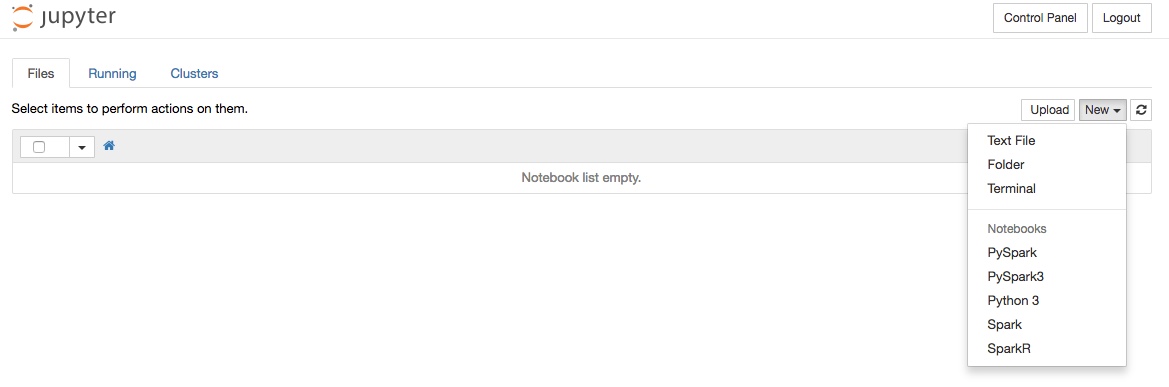 jupyter
Control Panel
Logout
Files
Running
Clusters
Select items to perform actions on them.
Upload
New
Notebook list empty.
Text File
Folder
Terminal
Notebooks
PySpark
PySpark3
Python 3
Spark
SparkR